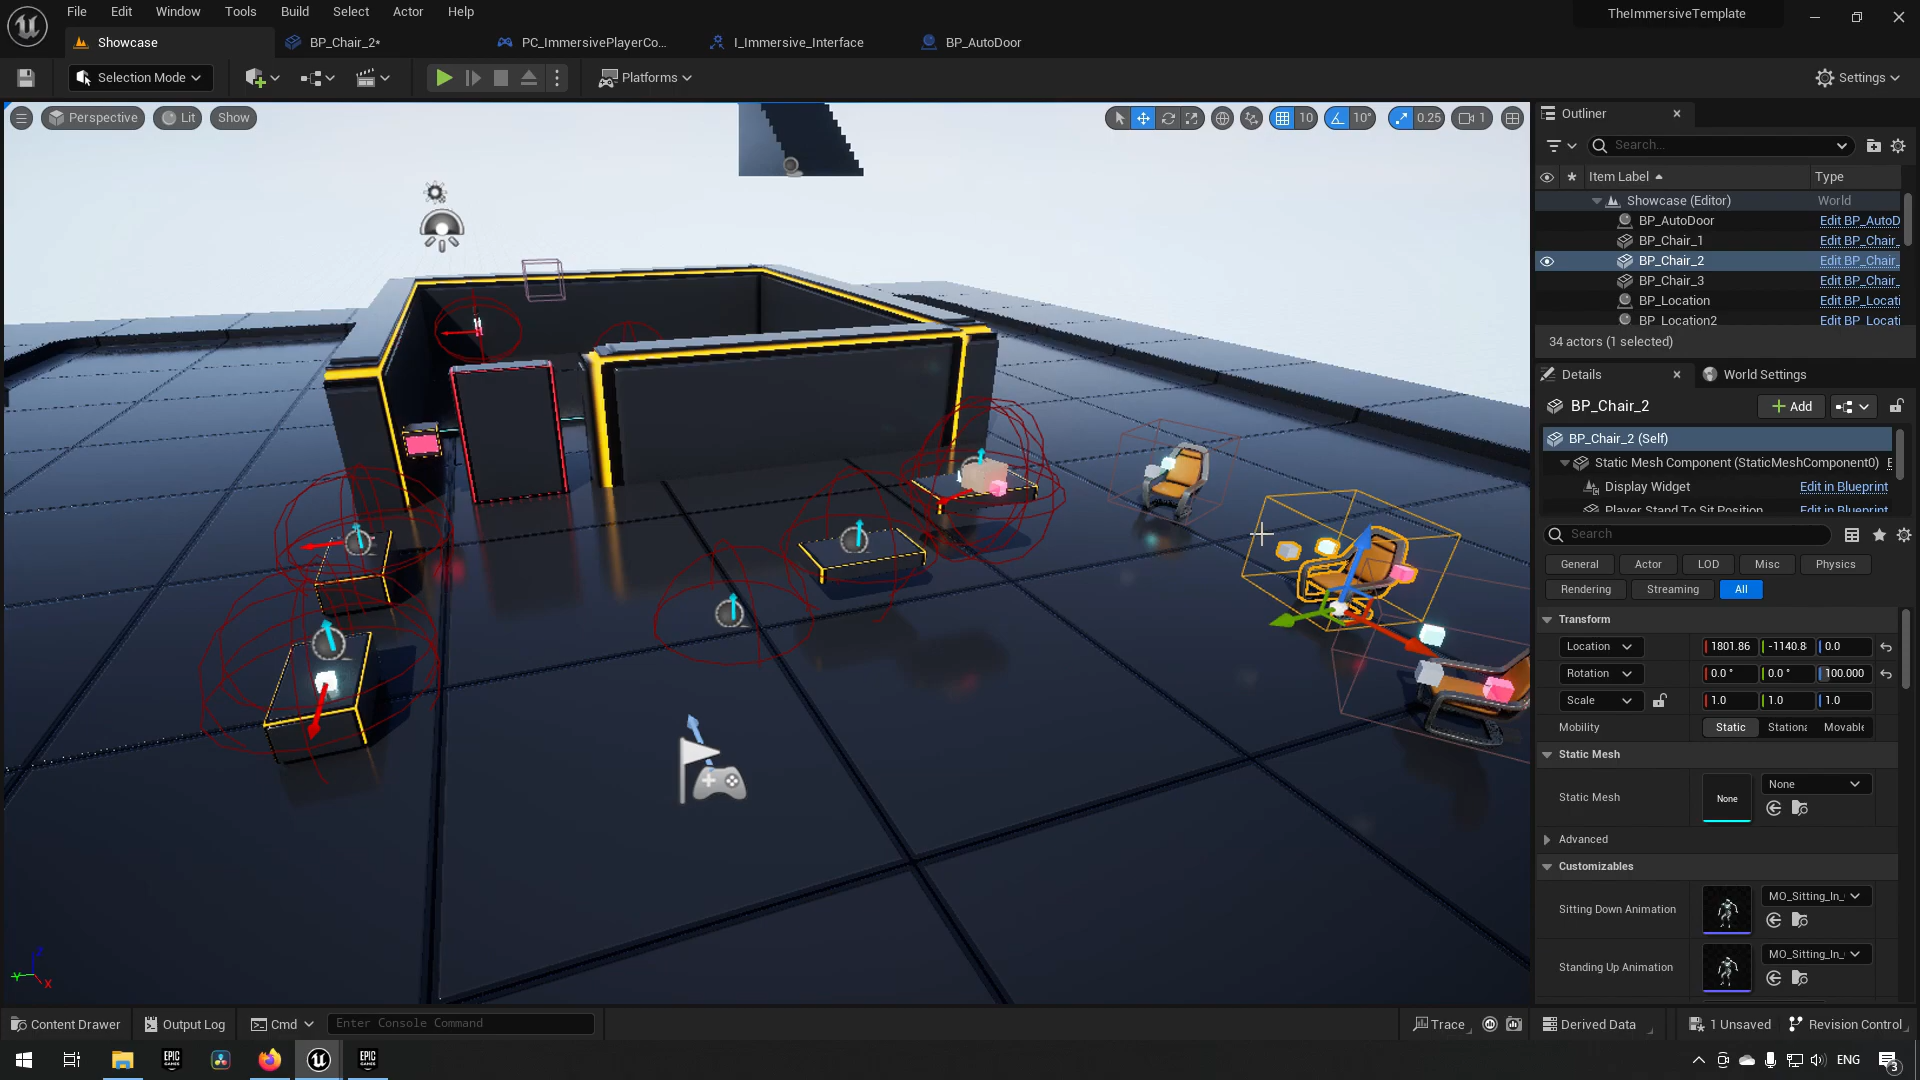 File Edit Window Tools Build Select Actor Help
TheImmersiveTemplate
Showcase
BP_Chair_2*
PC_ImmersivePlayerCo...
I_Immersive_Interface
BP_AutoDoor
Selection Mode
Platforms
Settings
Perspective
Lit
Show
10
10°
0.25
1
Outliner
Search...
Item Label
Type
Showcase (Editor) World
BP_AutoDoor Edit BP_AutoD
BP_Chair_1 Edit BP_Chair_
BP_Chair_2 Edit BP_Chair_
BP_Chair_3 Edit BP_Chair_
BP_Location Edit BP_Locati
BP_Location2 Edit BP_Locati
34 actors (1 selected)
Details
World Settings
BP_Chair_2
Add
BP_Chair_2 (Self)
Static Mesh Component (StaticMeshComponent0) E
Display Widget Edit in Blueprint
Player Stand To Sit Position Edit in Blueprint
Search
General Actor LOD Misc Physics
Rendering Streaming All
Transform
Location 1801.86 -1140.8 0.0
Rotation 0.0 ° 0.0 ° 100.000
Scale 1.0 1.0 1.0
Mobility Static Stationa Movable
Static Mesh
Static Mesh
None
None
Advanced
Customizables
Sitting Down Animation
MO_Sitting_In_
Standing Up Animation
MO_Sitting_In_
Content Drawer
Output Log
Cmd
Enter Console Command
Trace
Derived Data
1 Unsaved
Revision Control
EPIC
GAMES
EPIC
GAMES
ENG
3
Z
Y
X